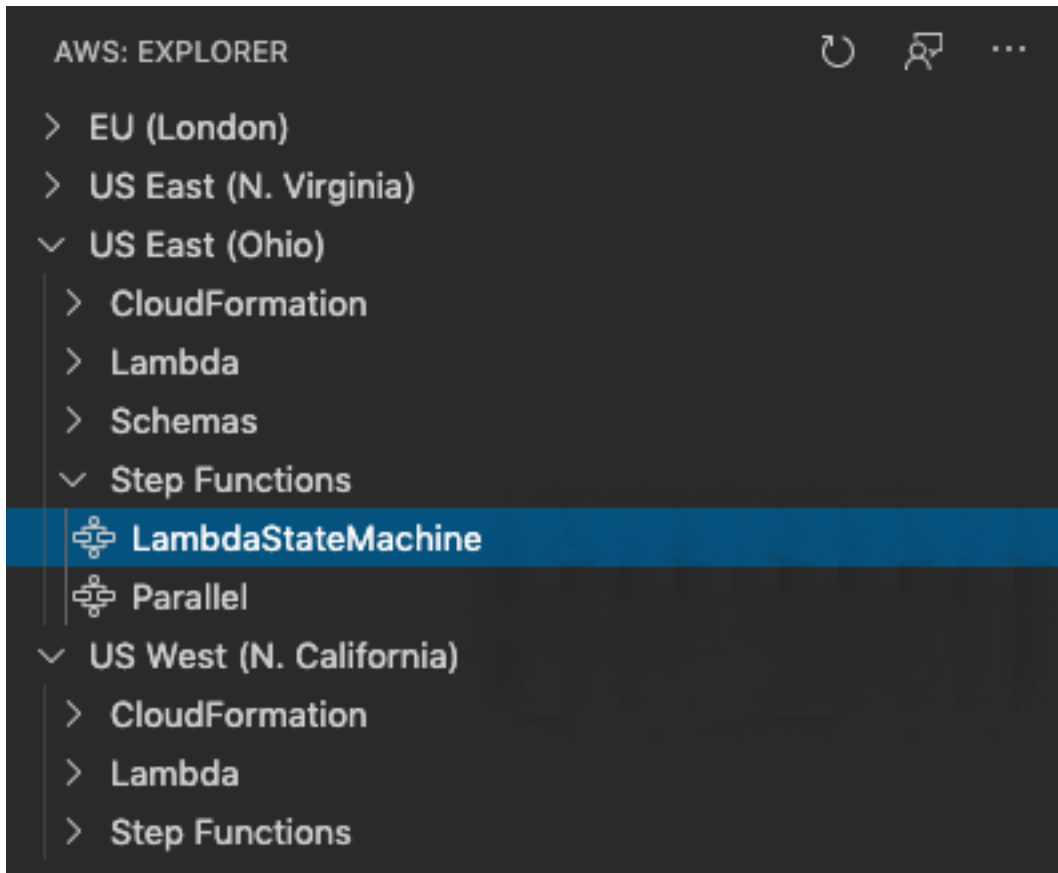 AWS: EXPLORER
EU (London)
US East (N. Virginia)
US East (Ohio)
CloudFormation
Lambda
Schemas
Step Functions
LambdaStateMachine
Parallel
US West (N. California)
CloudFormation
Lambda
Step Functions